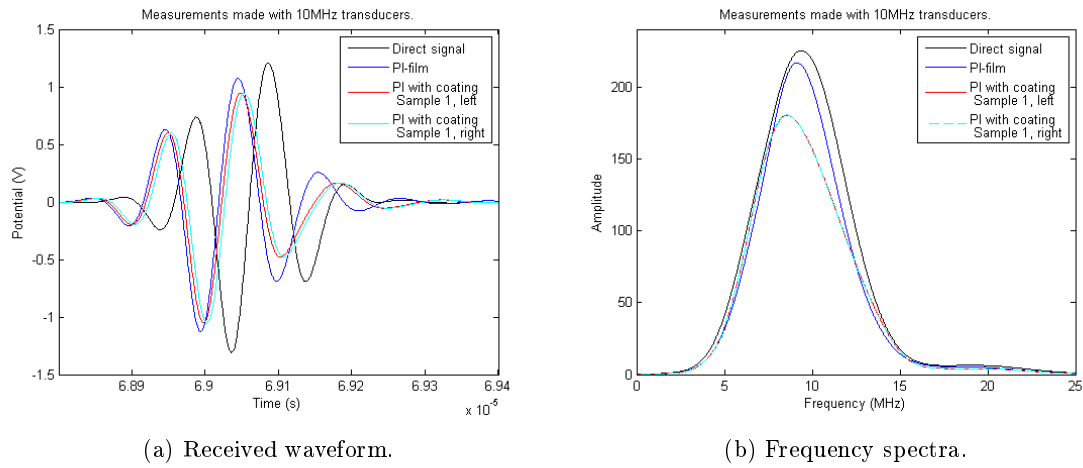 Measurements made with 10MHz transducers.
1.5
1
0.5
0
-0.5
-1
-1.5
Potential (V)
6.89
6.9
6.91
6.92
6.93
6.94
x 10-5
Time (s)
Direct signal
PI-film
PI with coating
Sample 1, left
PI with coating
Sample 1, right
(a) Received waveform.
Measurements made with 10MHz transducers.
200
150
100
50
0
Amplitude
0
5
10
15
20
25
Frequency (MHz)
Direct signal
PI-film
PI with coating
Sample 1, left
PI with coating
Sample 1, right
(b) Frequency spectra.